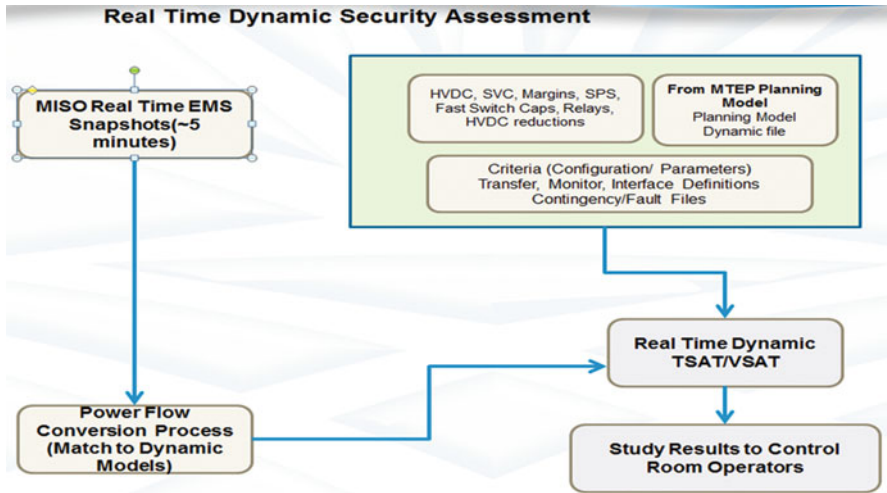 Real Time Dynamic Security Assessment
MISO Real Time EMS
Snapshots(~5
minutes)
HVDC, SVC, Margins, SPS,
Fast Switch Caps, Relays,
HVDC reductions
From MTEP Planning
Model
Planning Model
Dynamic file
Criteria (Configuration/ Parameters)
Transfer, Monitor, Interface Definitions
Contingency/Fault Files
Real Time Dynamic
TSAT/VSAT
Power Flow
Conversion Process
(Match to Dynamic
Models)
Study Results to Control
Room Operators